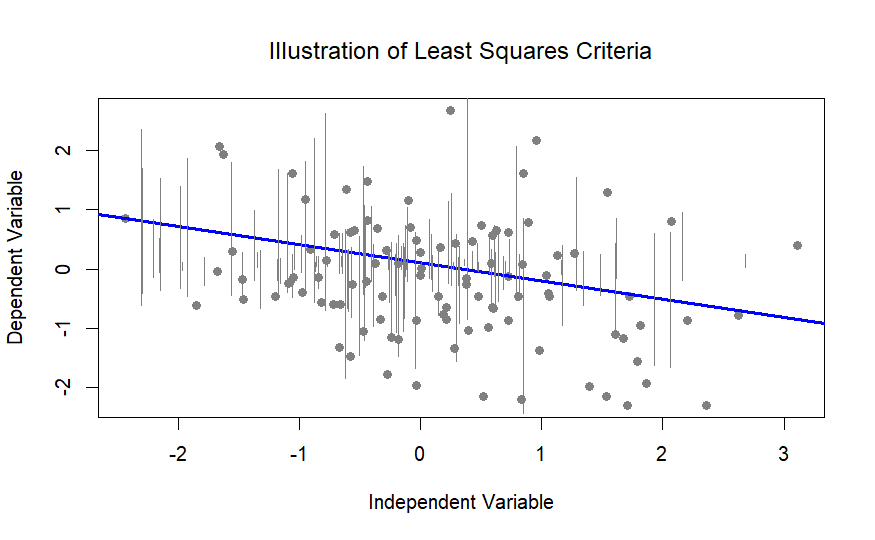 Illustration of Least Squares Criteria
Dependent Variable
2
1
0
-1
-2
-2 -1 0 1 2 3
Independent Variable